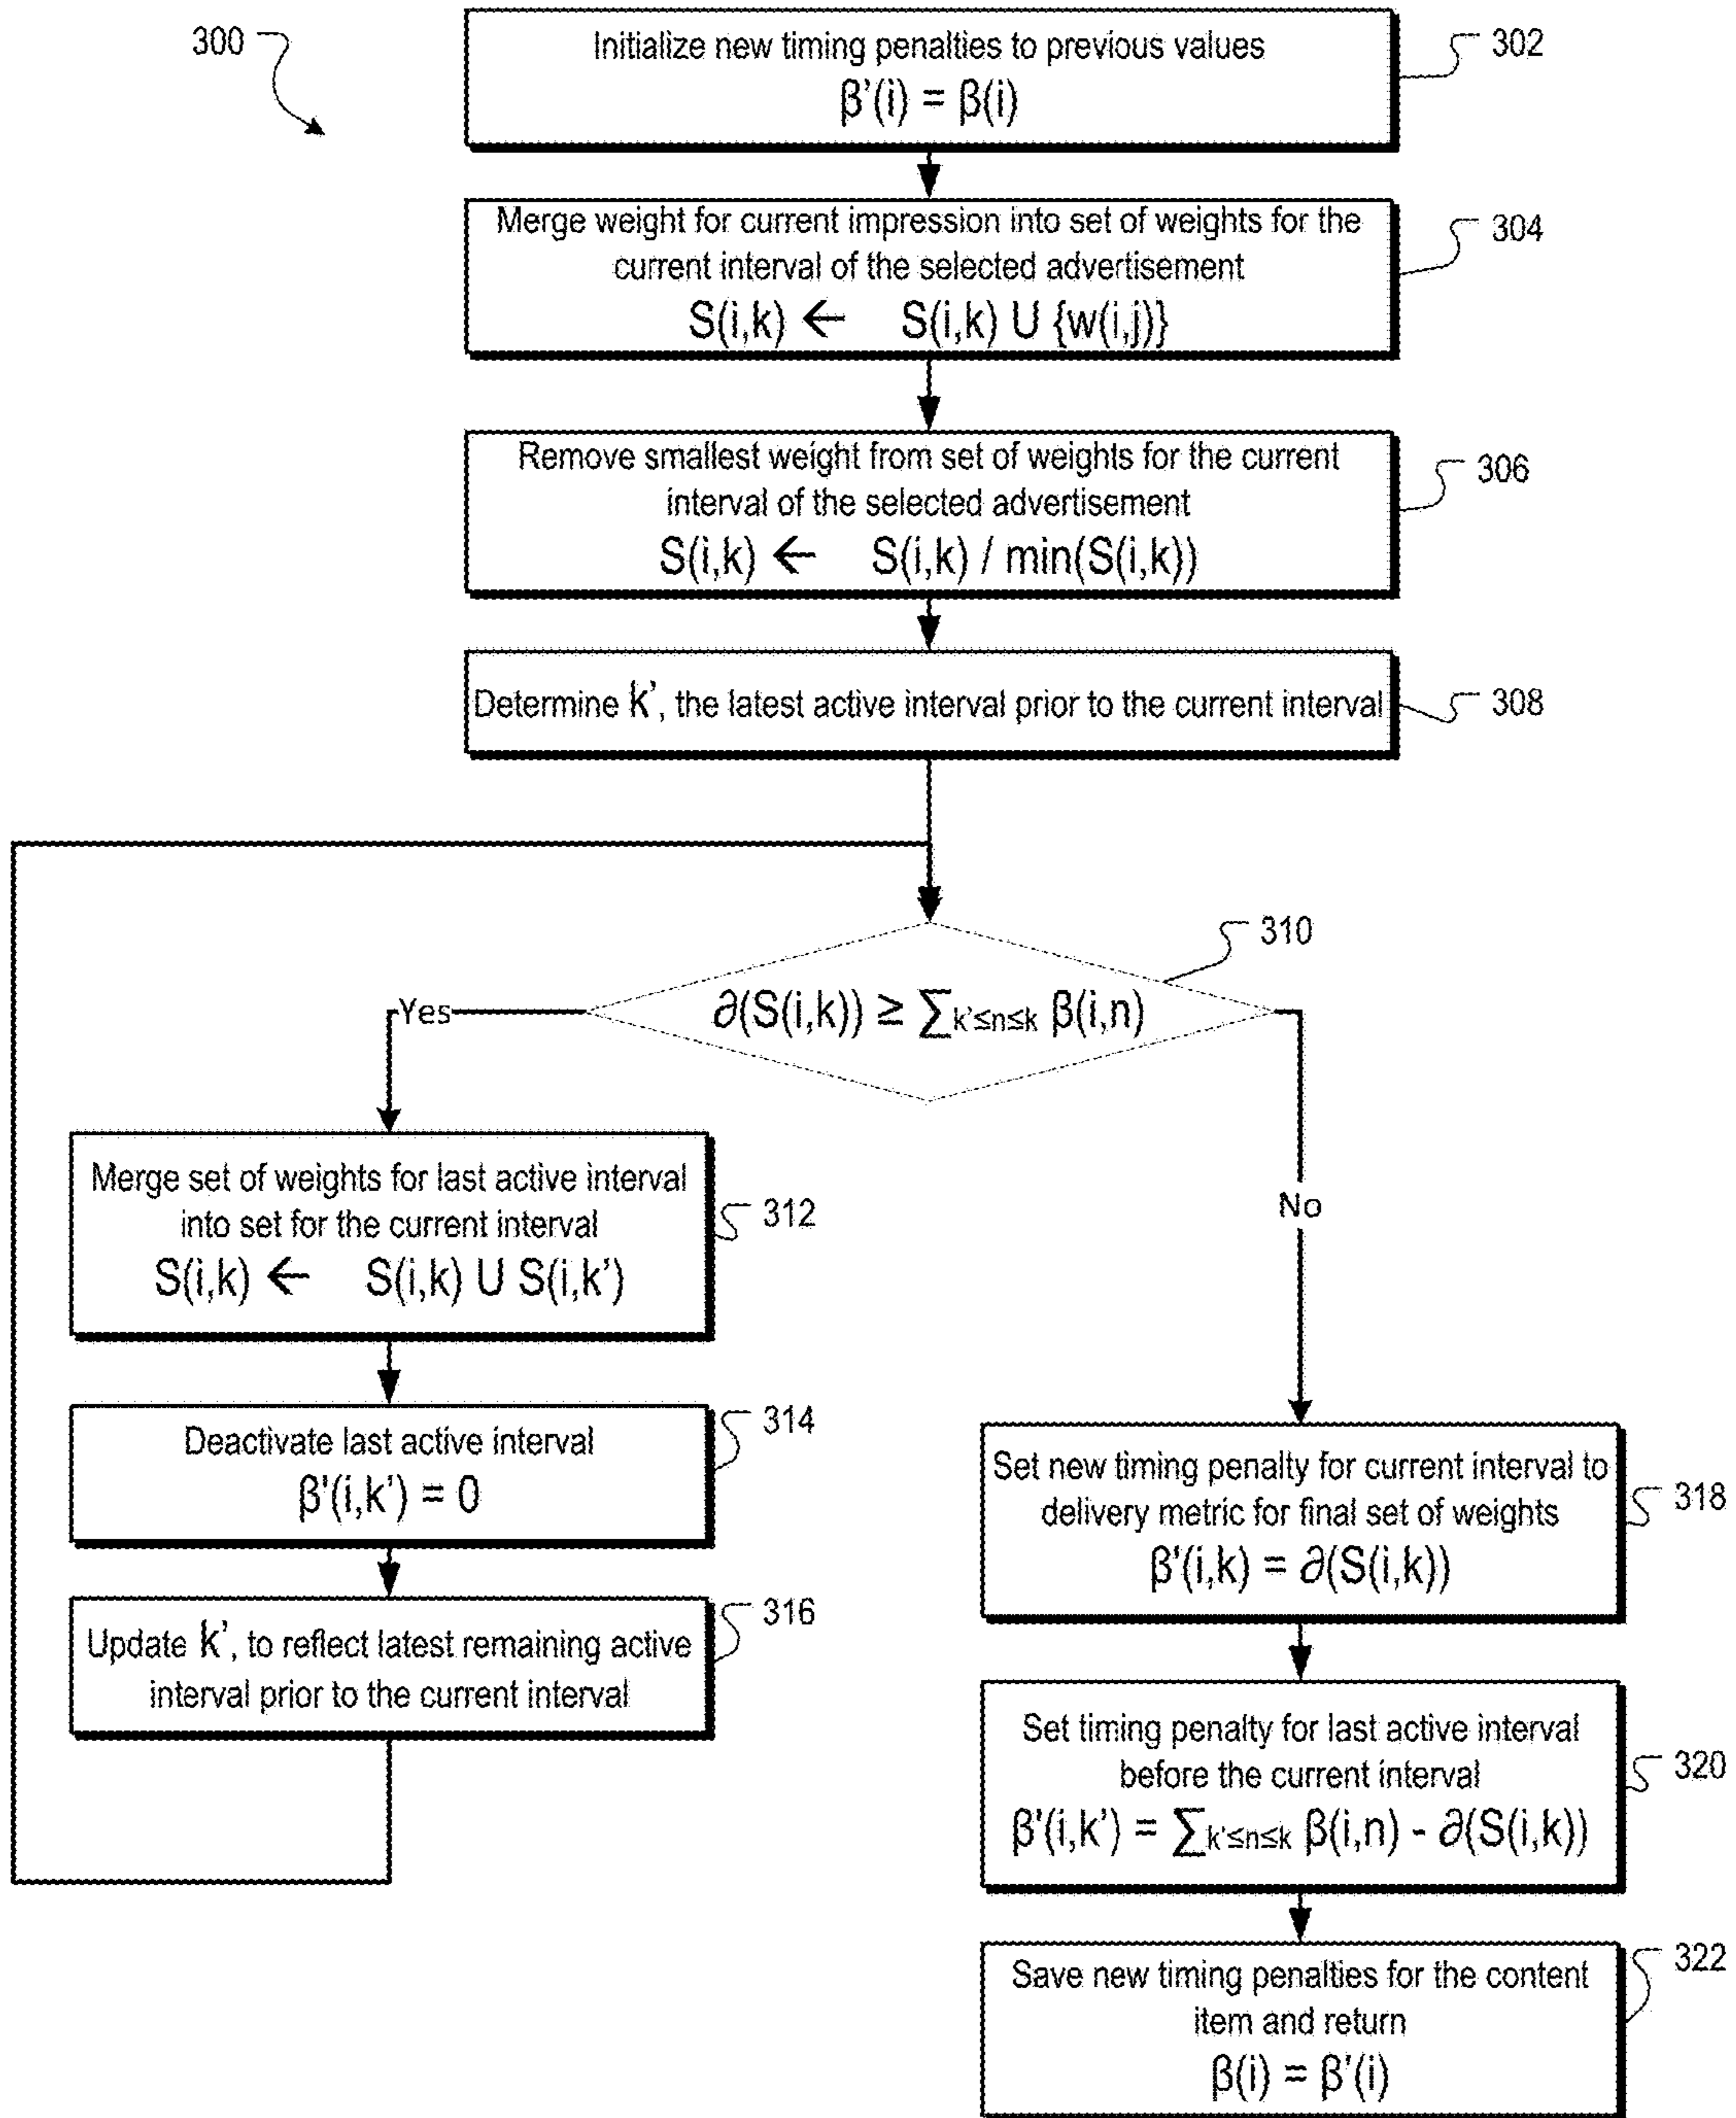 300
Initialize new timing penalties to previous values
β'(i) = β(i)
302
Merge weight for current impression into set of weights for the
current interval of the selected advertisement
S(i,k) ← S(i,k) U {w(i,j)}
304
Remove smallest weight from set of weights for the current
interval of the selected advertisement
S(i,k) ← S(i,k) / min(S(i,k))
306
Determine k', the latest active interval prior to the current interval
308
310
∂(S(i,k)) ≥ ∑k'≤n≤k β(i,n)
Yes
No
Merge set of weights for last active interval
into set for the current interval
S(i,k) ← S(i,k) U S(i,k')
312
Deactivate last active interval
β'(i,k') = 0
314
Update k', to reflect latest remaining active
interval prior to the current interval
316
Set new timing penalty for current interval to
delivery metric for final set of weights
β'(i,k) = ∂(S(i,k))
318
Set timing penalty for last active interval
before the current interval
β'(i,k') = ∑k'≤n≤k β(i,n) - ∂(S(i,k))
320
Save new timing penalties for the content
item and return
β(i) = β'(i)
322